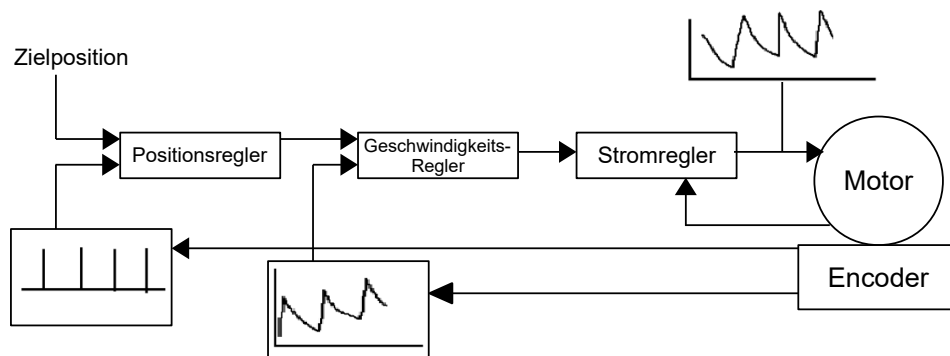 Zielposition
Positionsregler
Geschwindigkeits-
Regler
Stromregler
Motor
Encoder